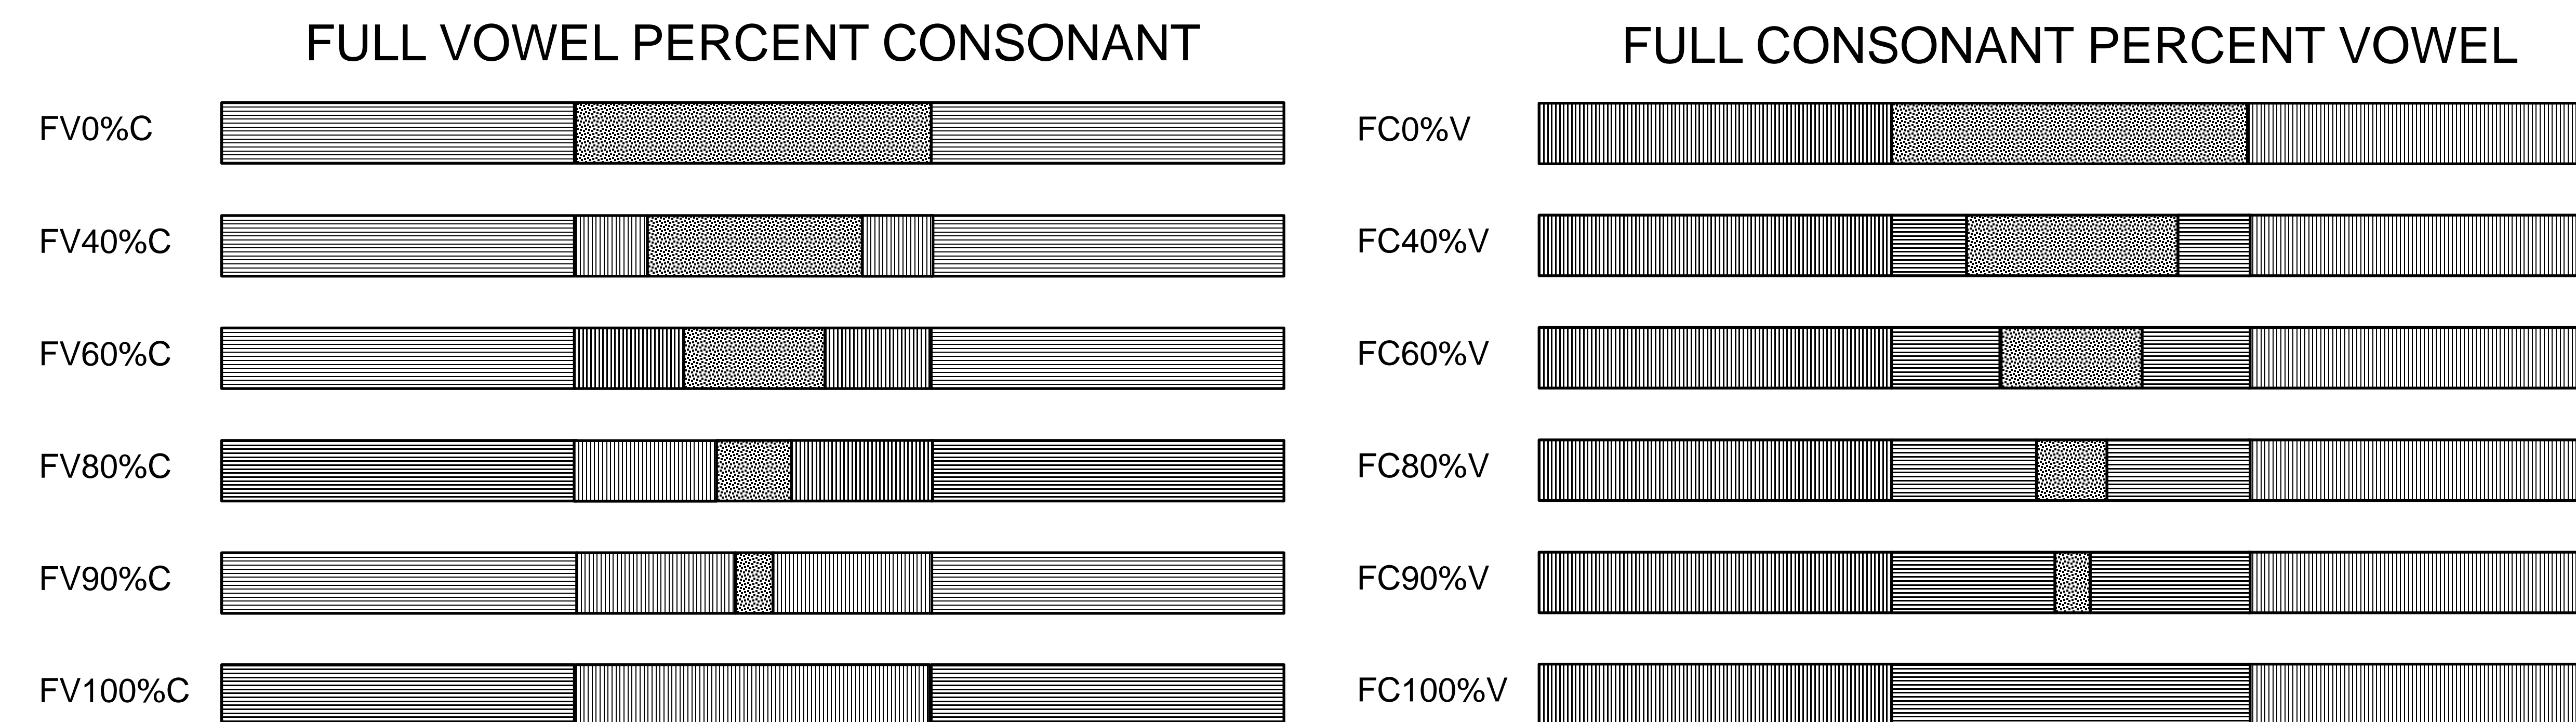 FULL VOWEL PERCENT CONSONANT
FV0%C
FV40%C
FV60%C
FV80%C
FV90%C
FV100%C
FULL CONSONANT PERCENT VOWEL
FC0%V
FC40%V
FC60%V
FC80%V
FC90%V
FC100%V